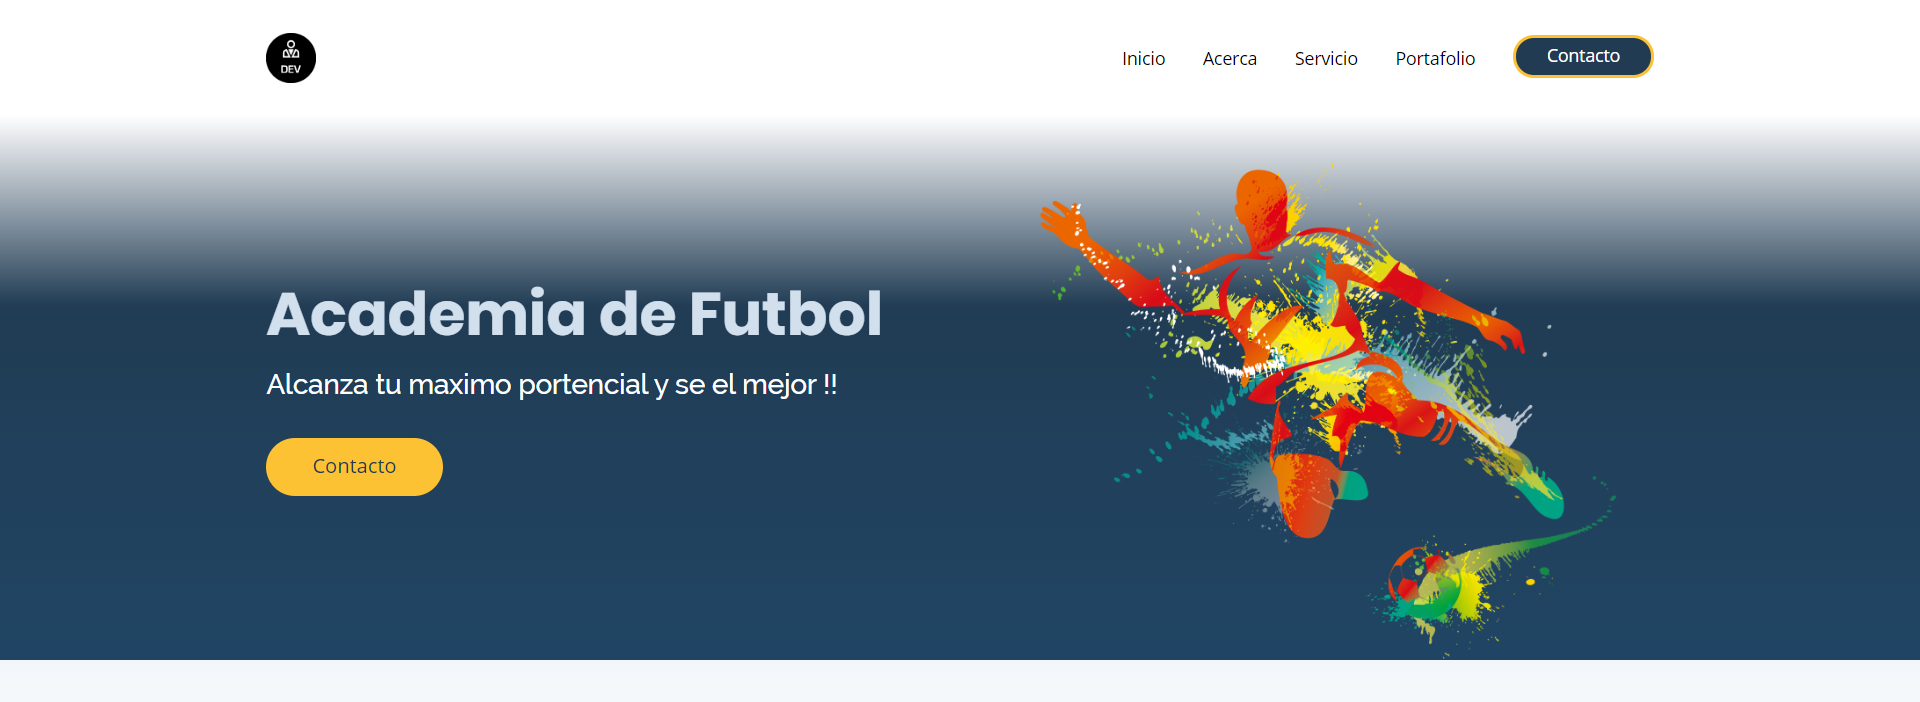 DEV
Inicio Acerca Servicio Portafolio Contacto
Academia de Futbol
Alcanza tu maximo portencial y se el mejor !!
Contacto